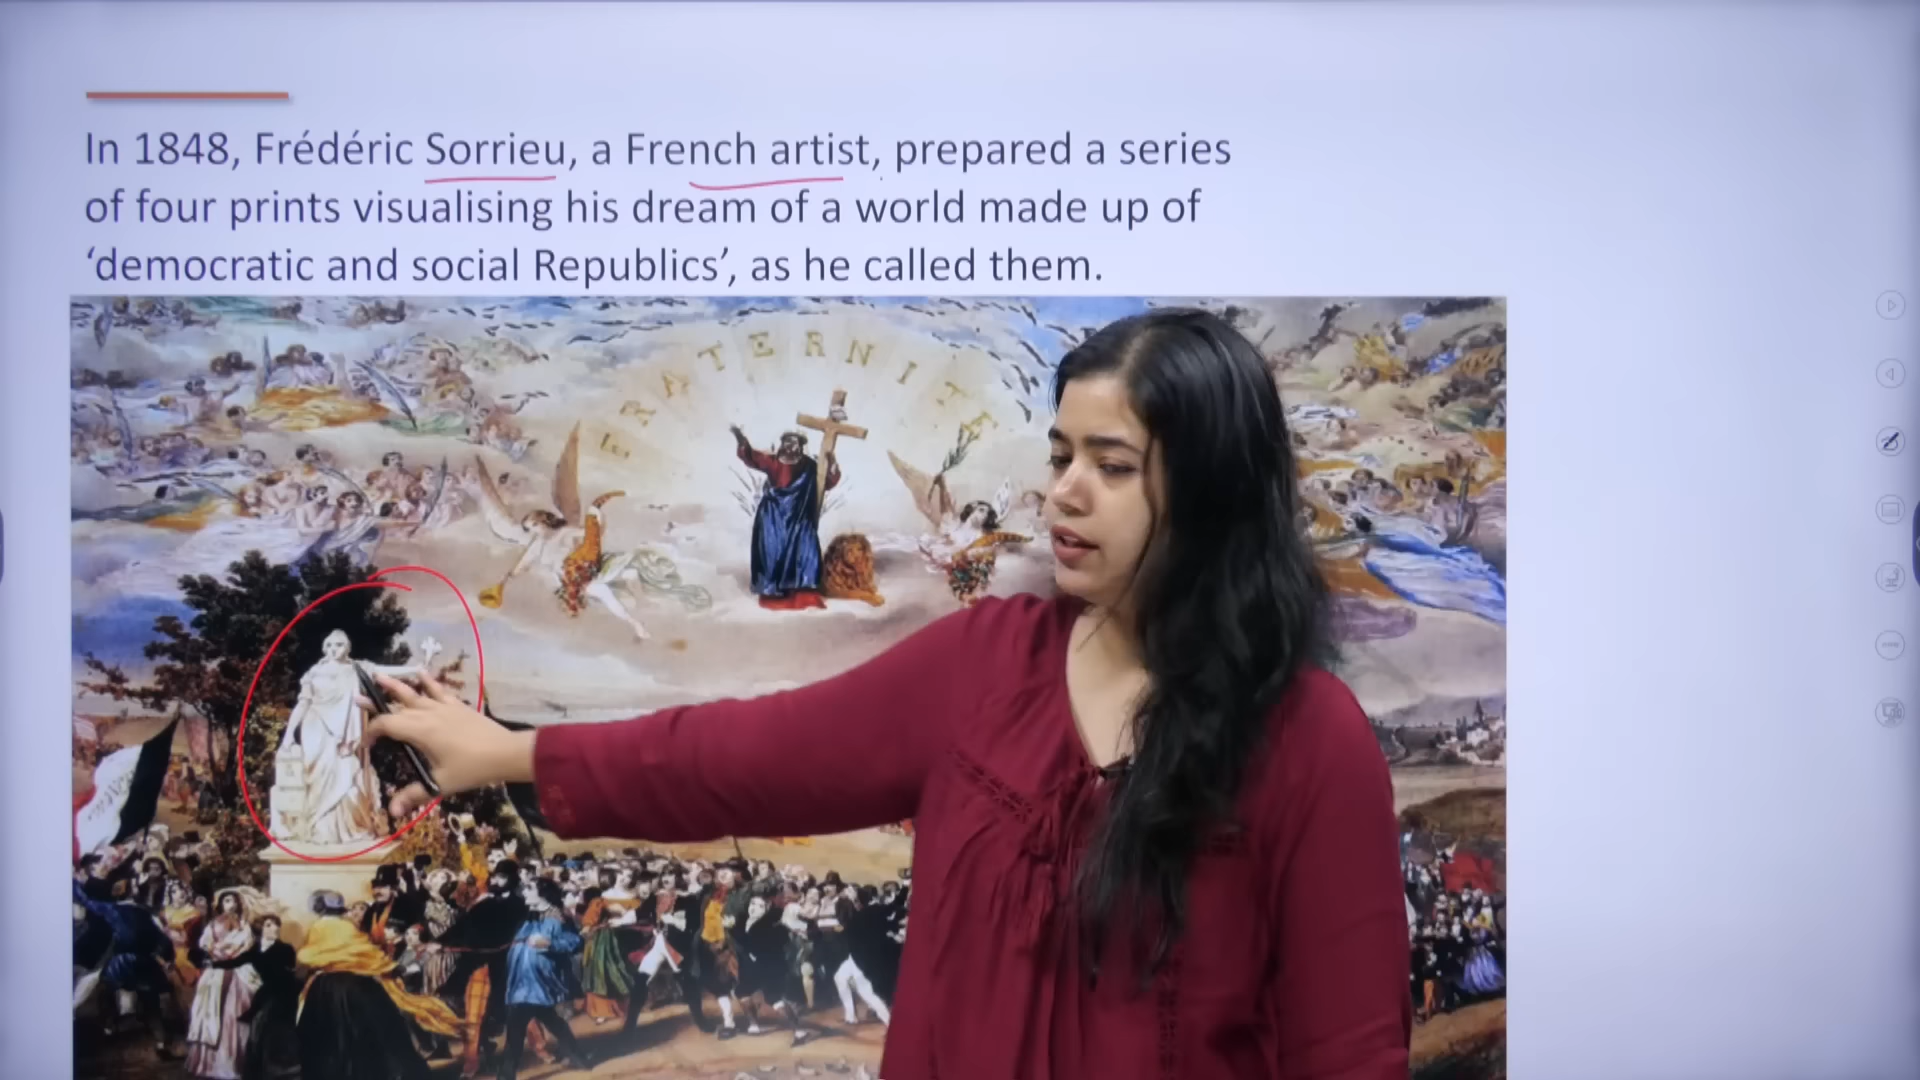 In 1848, Frédéric Sorrieu, a French artist, prepared a series
of four prints visualising his dream of a world made up of
‘democratic and social Republics’, as he called them.
FRATERNITÉ